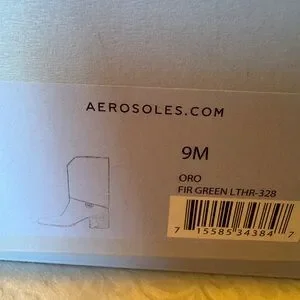 AEROSOLES.COM
9M
ORO
FIR GREEN LTHR-328
7 15585 34384 7